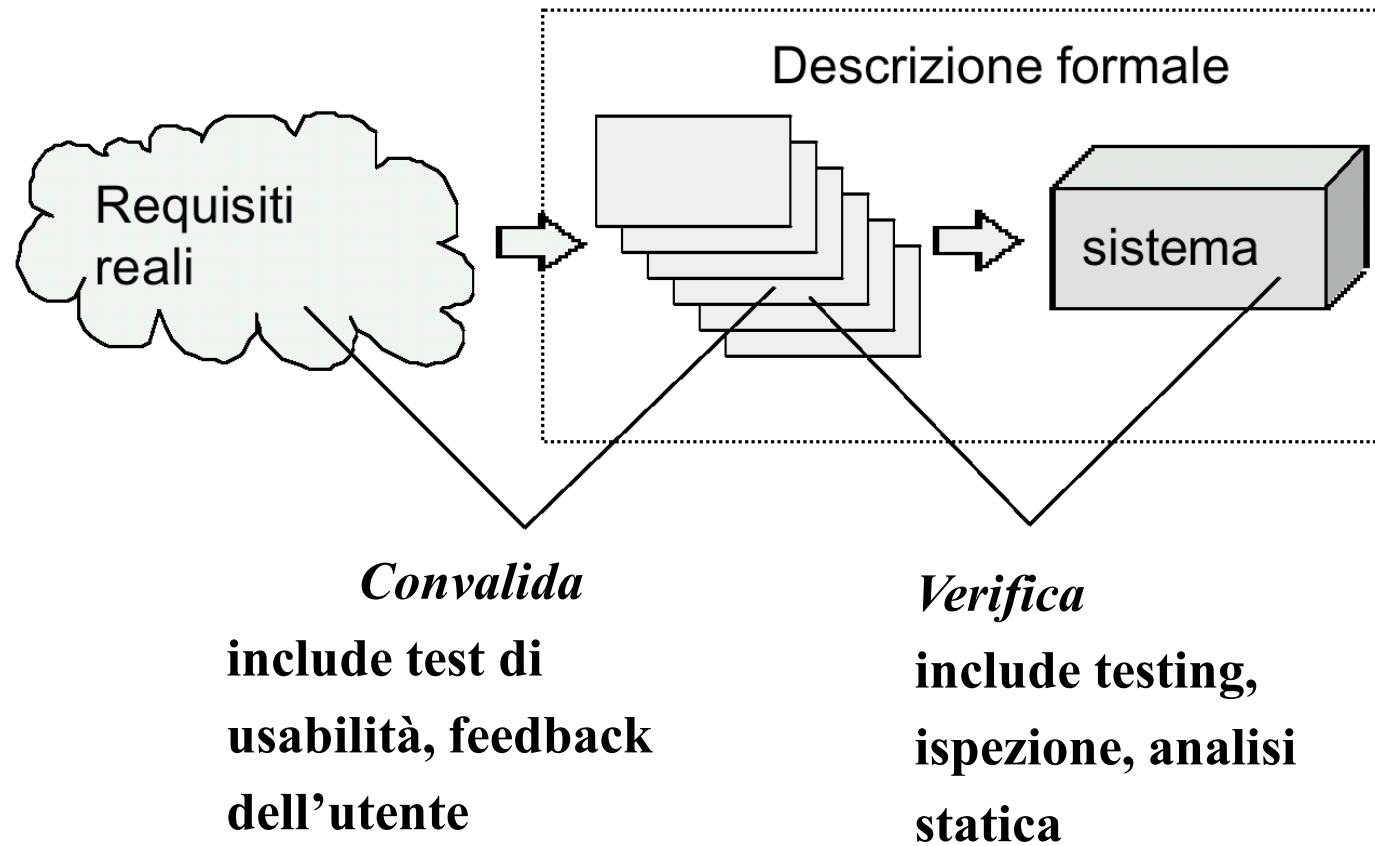 Descrizione formale
Requisiti
reali
sistema
Convalida
include test di
usabilità, feedback
dell’utente
Verifica
include testing,
ispezione, analisi
statica